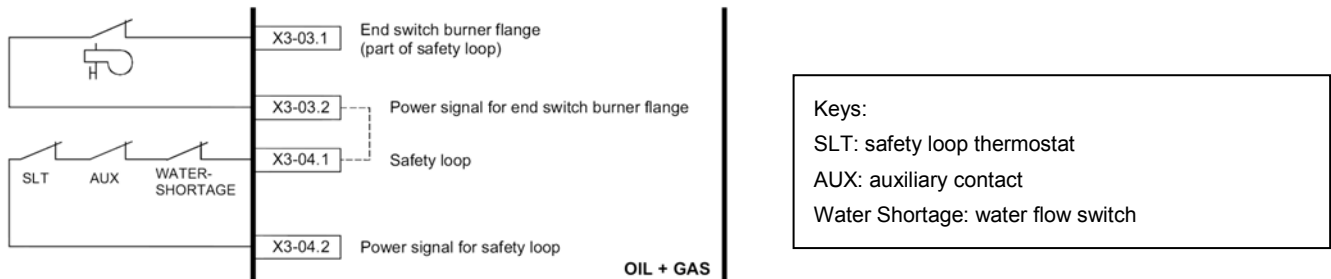 X3-03.1
End switch burner flange
(part of safety loop)
H
X3-03.2
Power signal for end switch burner flange
X3-04.1
Safety loop
SLT
AUX
WATER-
SHORTAGE
X3-04.2
Power signal for safety loop
OIL + GAS
Keys:
SLT: safety loop thermostat
AUX: auxiliary contact
Water Shortage: water flow switch